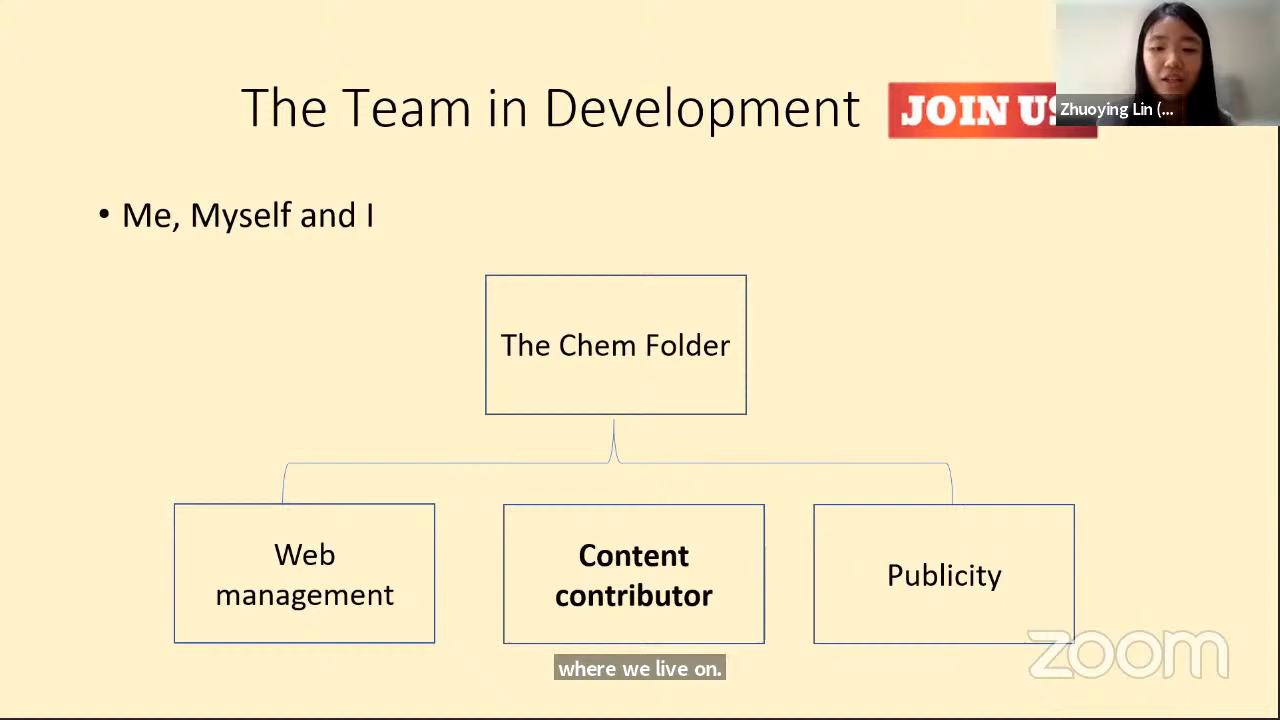 The Team in Development
JOIN US
Zhuoying Lin (...
• Me, Myself and I
The Chem Folder
Web
management
Content
contributor
Publicity
where we live on.
zoom